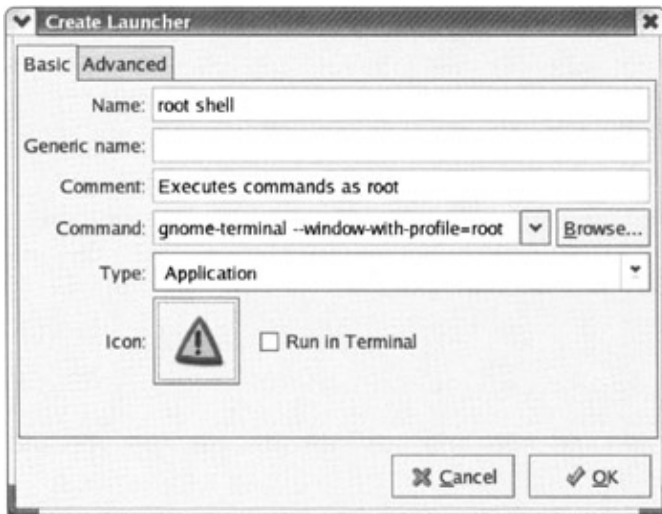 Create Launcher
Basic Advanced
Name: root shell
Generic name:
Comment: Executes commands as root
Command: gnome-terminal --window-with-profile=root Browse...
Type: Application
Icon: Run in Terminal
Cancel OK